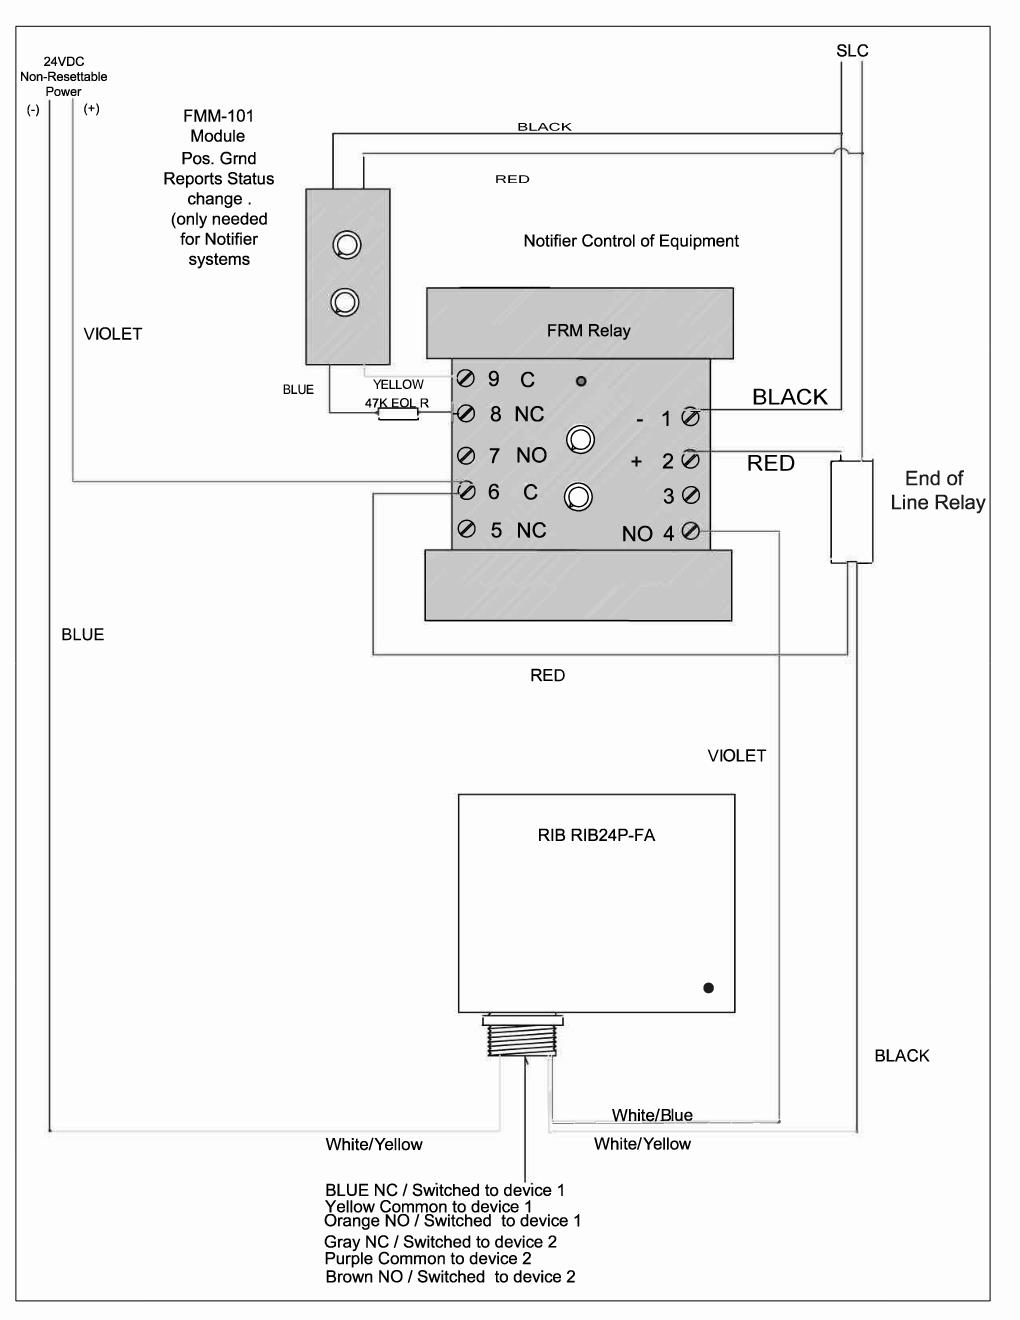 SLC
24VDC
Non-Resettable
Power
(-)
(+)
FMM-101
Module
Pos. Grnd
Reports Status
change .
(only needed
for Notifier
systems
BLACK
RED
Notifier Control of Equipment
VIOLET
FRM Relay
BLUE
YELLOW
47K EOL R
9 C
8 NC
7 NO
6 C
5 NC
- 1
+ 2
3
NO 4
BLACK
RED
End of
Line Relay
BLUE
RED
VIOLET
RIB RIB24P-FA
BLACK
White/Blue
White/Yellow
White/Yellow
BLUE NC / Switched to device 1
Yellow Common to device 1
Orange NO / Switched to device 1
Gray NC / Switched to device 2
Purple Common to device 2
Brown NO / Switched to device 2